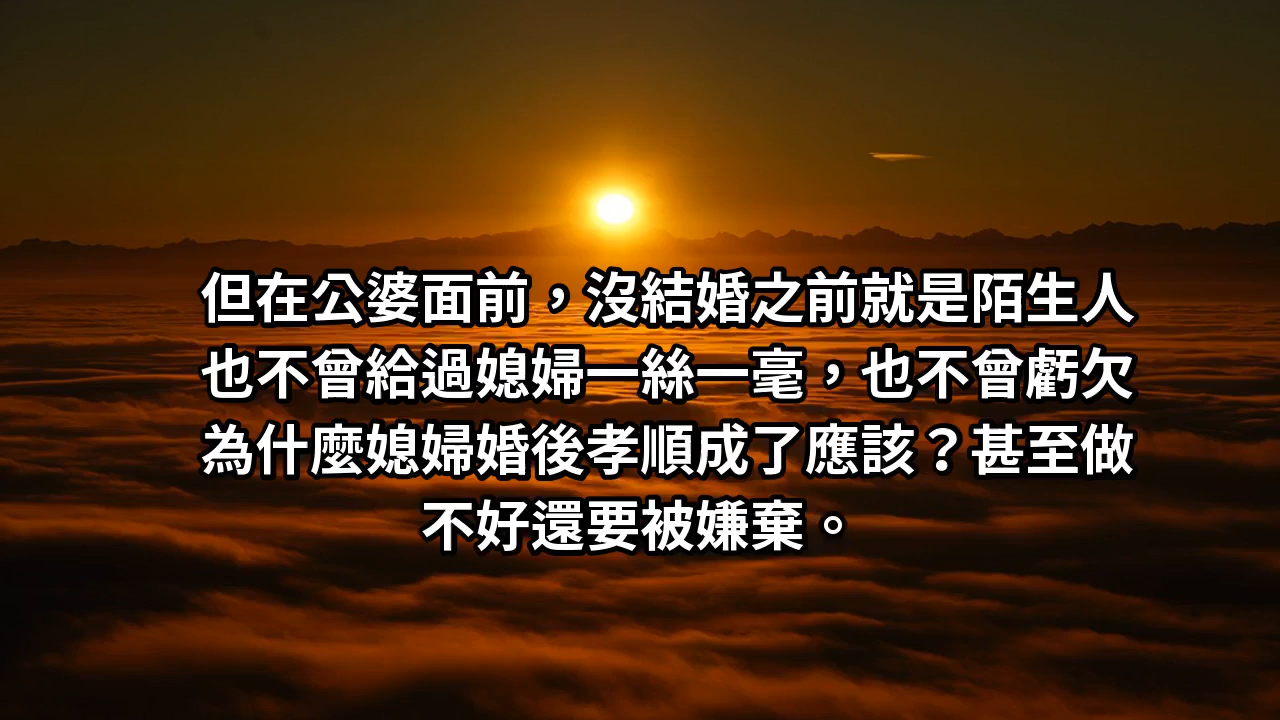 但在公婆面前，沒結婚之前就是陌生人
也不曾給過媳婦一絲一毫，也不曾虧欠
為什麼媳婦婚後孝順成了應該？甚至做
不好還要被嫌棄。